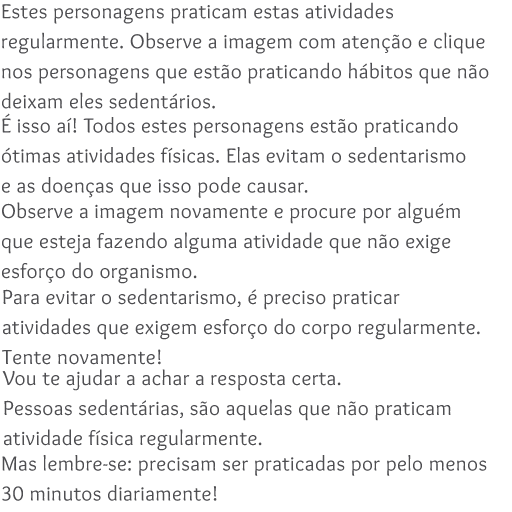 Estes personagens praticam estas atividades
regularmente. Observe a imagem com atenção e clique
nos personagens que estão praticando hábitos que não
deixam eles sedentários.
É isso aí! Todos estes personagens estão praticando
ótimas atividades físicas. Elas evitam o sedentarismo
e as doenças que isso pode causar.
Observe a imagem novamente e procure por alguém
que esteja fazendo alguma atividade que não exige
esforço do organismo.
Para evitar o sedentarismo, é preciso praticar
atividades que exigem esforço do corpo regularmente.
Tente novamente!
Vou te ajudar a achar a resposta certa.
Pessoas sedentárias, são aquelas que não praticam
atividade física regularmente.
Mas lembre-se: precisam ser praticadas por pelo menos
30 minutos diariamente!